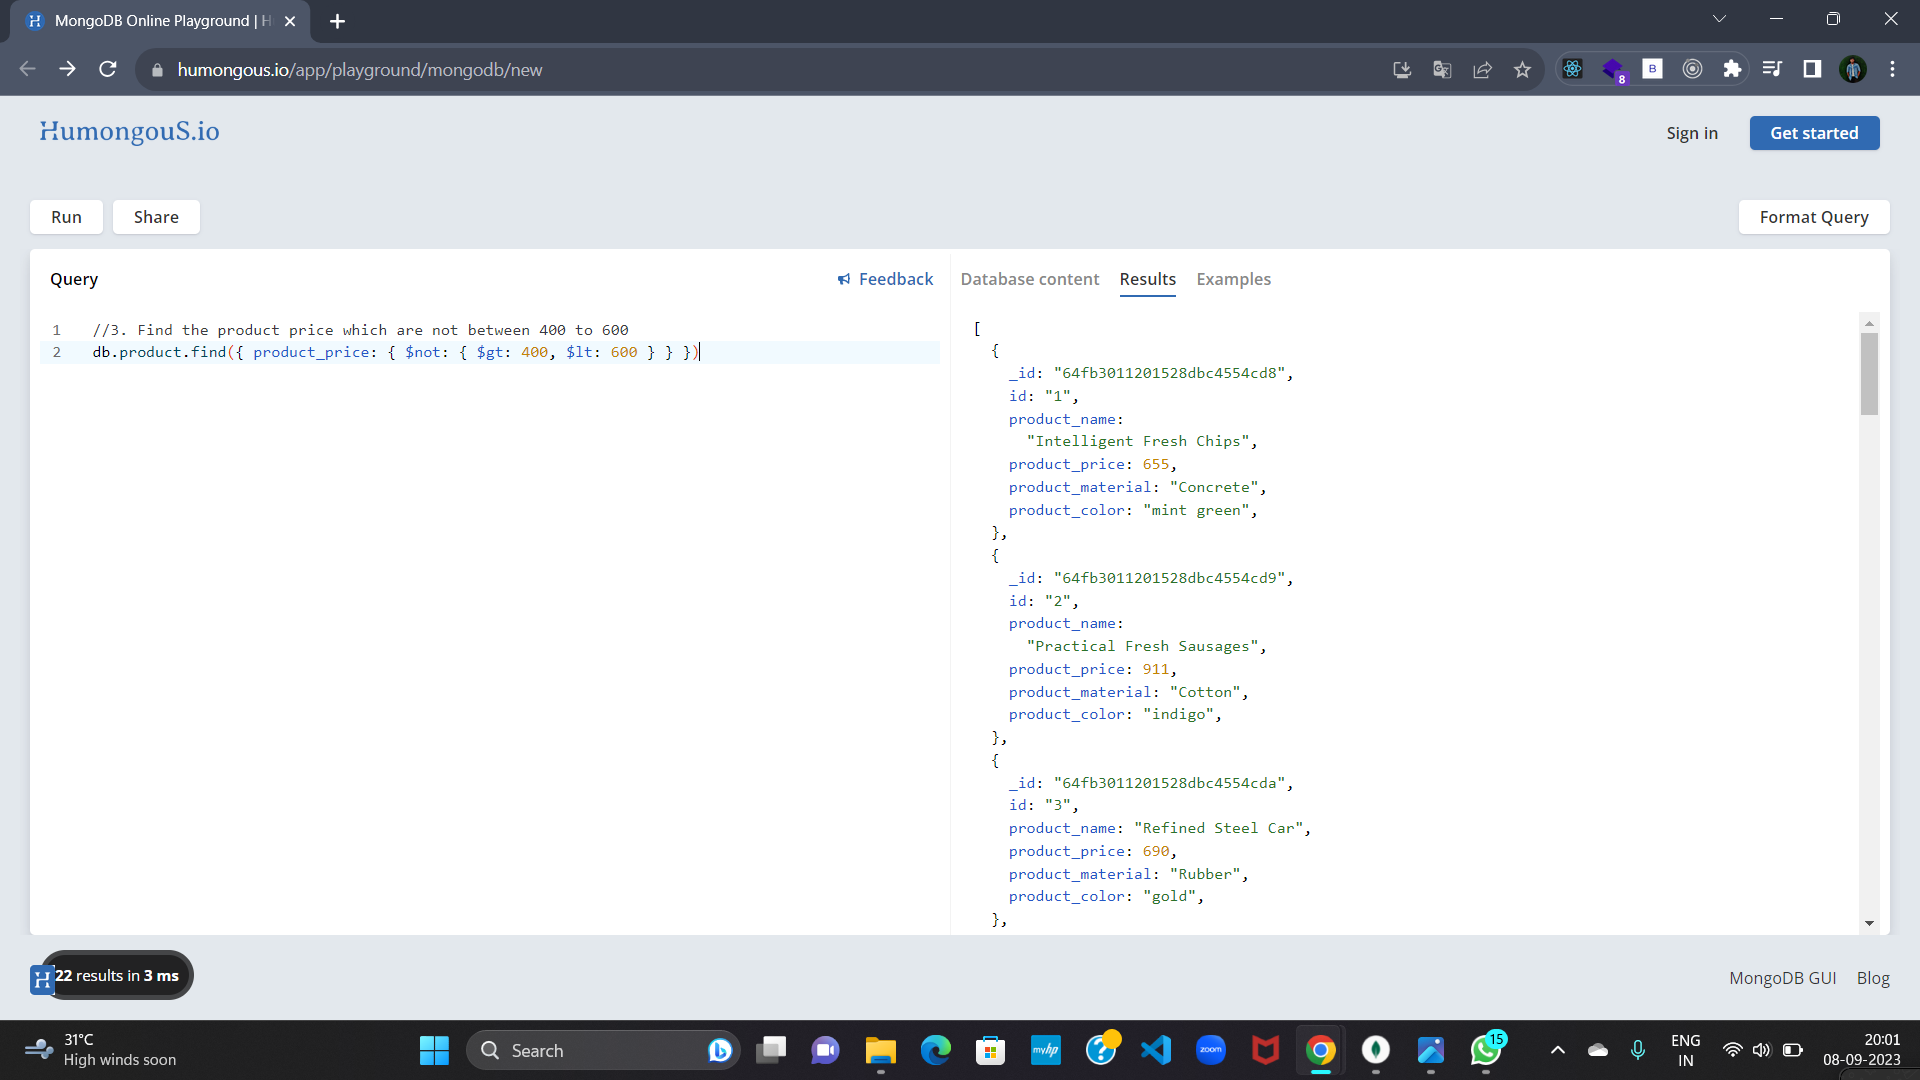 MongoDB Online Playground | H
humongous.io/app/playground/mongodb/new
8
B
HumongouS.io
Sign in
Get started
Run
Share
Format Query
Query
Feedback
Database content
Results
Examples
1 //3. Find the product price which are not between 400 to 600
2 db.product.find({ product_price: { $not: { $gt: 400, $lt: 600 } } })
[
{
_id: "64fb3011201528dbc4554cd8",
id: "1",
product_name:
"Intelligent Fresh Chips",
product_price: 655,
product_material: "Concrete",
product_color: "mint green",
},
{
_id: "64fb3011201528dbc4554cd9",
id: "2",
product_name:
"Practical Fresh Sausages",
product_price: 911,
product_material: "Cotton",
product_color: "indigo",
},
{
_id: "64fb3011201528dbc4554cda",
id: "3",
product_name: "Refined Steel Car",
product_price: 690,
product_material: "Rubber",
product_color: "gold",
},
H
22 results in 3 ms
MongoDB GUI
Blog
31°C
High winds soon
Search
myhp
zoom
15
ENG
IN
20:01
08-09-2023